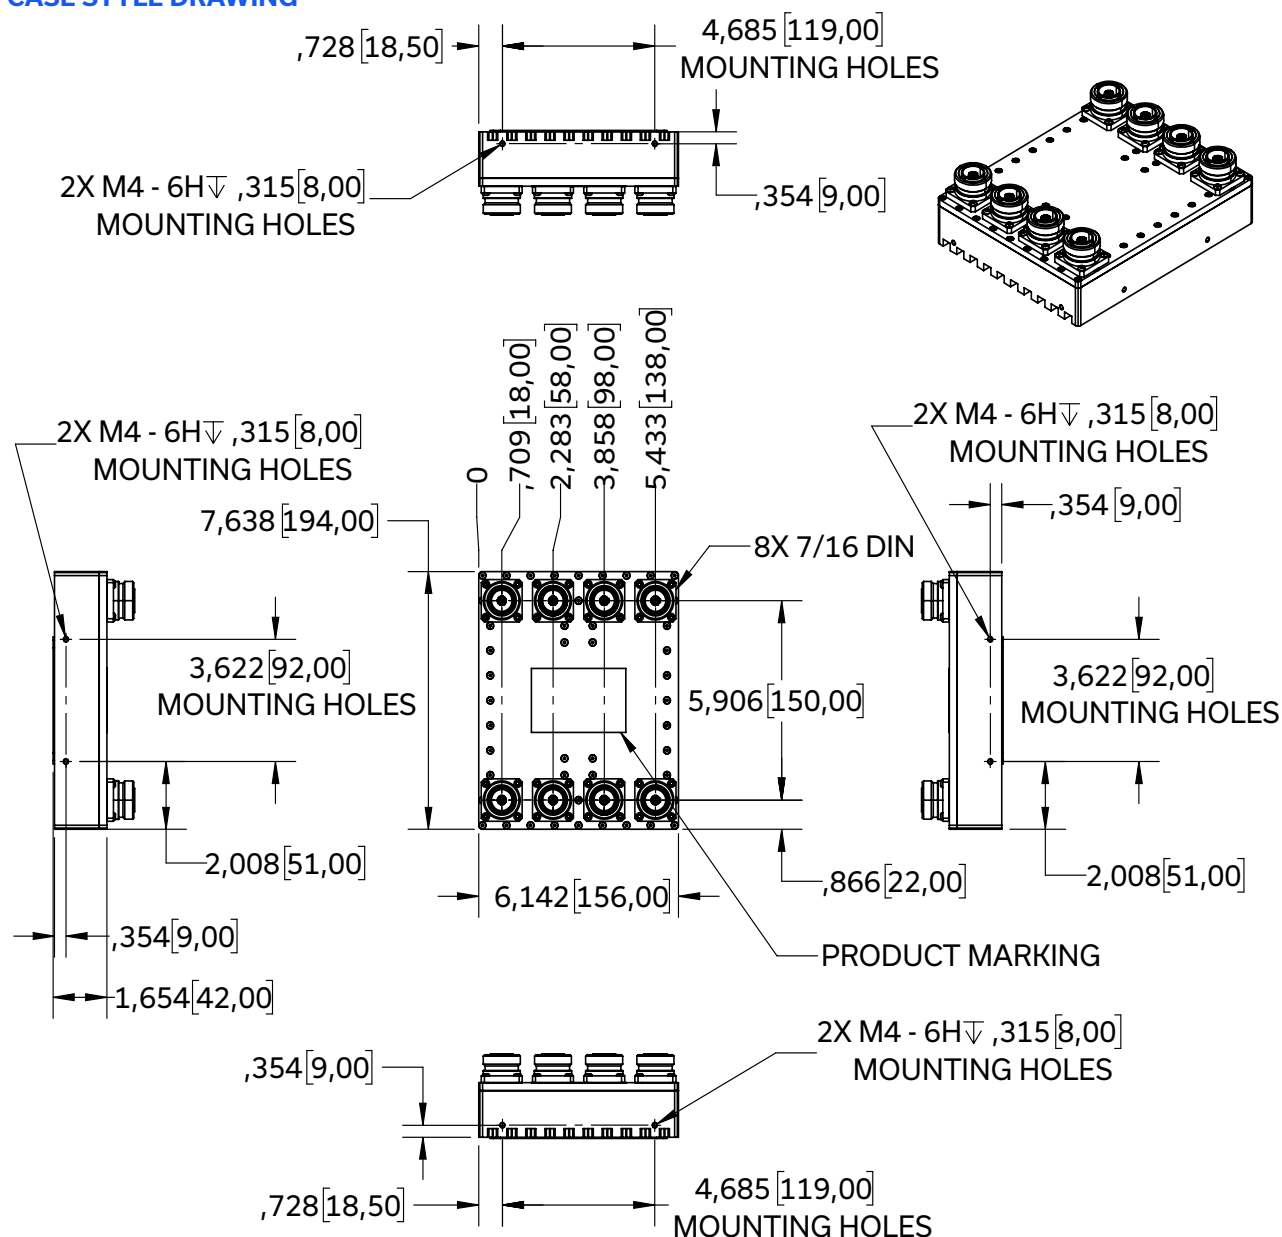 CASE STYLE DRAWING
,728 [18,50]
4,685 [119,00]
MOUNTING HOLES
2X M4 - 6H↧ ,315[8,00]
MOUNTING HOLES
,354 [9,00]
0
,709 [18,00]
2,283 [58,00]
3,858 [98,00]
5,433 [138,00]
2X M4 - 6H↧ ,315[8,00]
MOUNTING HOLES
7,638 [194,00]
8X 7/16 DIN
2X M4 - 6H↧ ,315[8,00]
MOUNTING HOLES
,354 [9,00]
3,622 [92,00]
MOUNTING HOLES
5,906 [150,00]
3,622 [92,00]
MOUNTING HOLES
2,008 [51,00]
6,142 [156,00]
,866 [22,00]
2,008 [51,00]
,354 [9,00]
PRODUCT MARKING
1,654 [42,00]
,354 [9,00]
2X M4 - 6H↧ ,315[8,00]
MOUNTING HOLES
,728 [18,50]
4,685 [119,00]
MOUNTING HOLES